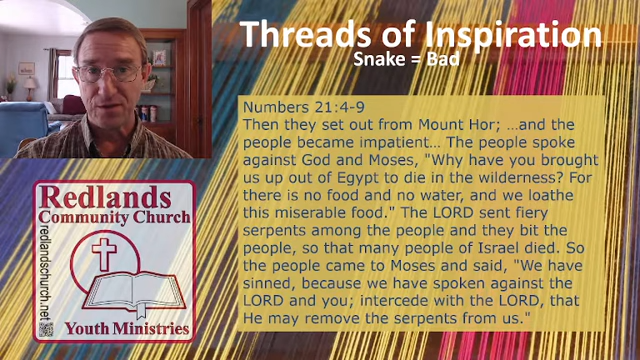 Threads of Inspiration
Snake = Bad
Numbers 21:4-9
Then they set out from Mount Hor; …and the
people became impatient… The people spoke
against God and Moses, "Why have you brought
us up out of Egypt to die in the wilderness? For
there is no food and no water, and we loathe
this miserable food." The LORD sent fiery
serpents among the people and they bit the
people, so that many people of Israel died. So
the people came to Moses and said, "We have
sinned, because we have spoken against the
LORD and you; intercede with the LORD, that
He may remove the serpents from us."
Redlands
Community Church
redlandschurch.net
Youth Ministries